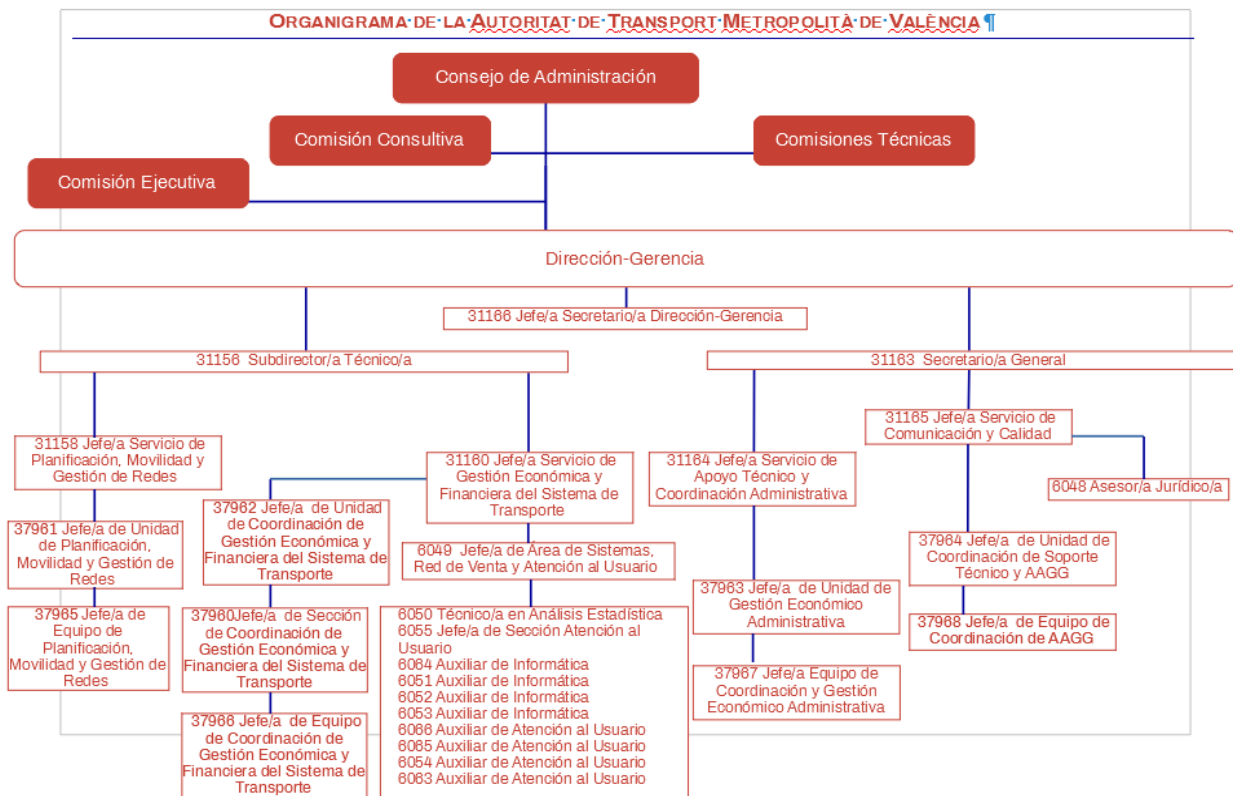 ORGANIGRAMA DE LA AUTORITAT DE TRANSPORT METROPOLITÀ DE VALÈNCIA ¶
Consejo de Administración
Comisión Consultiva
Comisiones Técnicas
Comisión Ejecutiva
Dirección-Gerencia
31166 Jefe/a Secretario/a Dirección-Gerencia
31156 Subdirector/a Técnico/a
31163 Secretario/a General
31158 Jefe/a Servicio de
Planificación, Movilidad y
Gestión de Redes
37961 Jefe/a de Unidad
de Planificación,
Movilidad y Gestión de
Redes
37965 Jefe/a de
Equipo de
Planificación,
Movilidad y Gestión de
Redes
31160 Jefe/a Servicio de
Gestión Económica y
Financiera del Sistema de
Transporte
37962 Jefe/a de Unidad
de Coordinación de
Gestión Económica y
Financiera del Sistema de
Transporte
37960Jefe/a de Sección
de Coordinación de
Gestión Económica y
Financiera del Sistema de
Transporte
37966 Jefe/a de Equipo
de Coordinación de
Gestión Económica y
Financiera del Sistema de
Transporte
6049 Jefe/a de Área de Sistemas,
Red de Venta y Atención al Usuario
6050 Técnico/a en Análisis Estadística
6055 Jefe/a de Sección Atención al
Usuario
6064 Auxiliar de Informática
6051 Auxiliar de Informática
6052 Auxiliar de Informática
6053 Auxiliar de Informática
6066 Auxiliar de Atención al Usuario
6065 Auxiliar de Atención al Usuario
6054 Auxiliar de Atención al Usuario
6063 Auxiliar de Atención al Usuario
31164 Jefe/a Servicio de
Apoyo Técnico y
Coordinación Administrativa
37963 Jefe/a de Unidad de
Gestión Económico
Administrativa
37967 Jefe/a Equipo de
Coordinación y Gestión
Económico Administrativa
31165 Jefe/a Servicio de
Comunicación y Calidad
6048 Asesor/a Jurídico/a
37964 Jefe/a de Unidad de
Coordinación de Soporte
Técnico y AAGG
37968 Jefe/a de Equipo de
Coordinación de AAGG